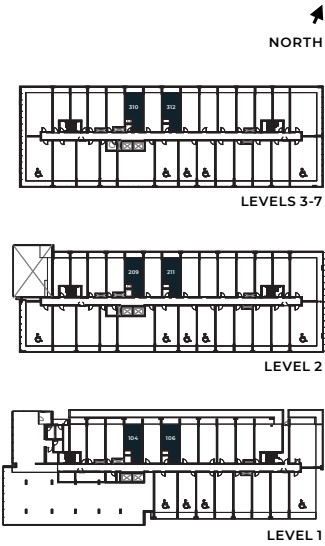 NORTH
310 312
LEVELS 3-7
209 211
LEVEL 2
104 106
LEVEL 1